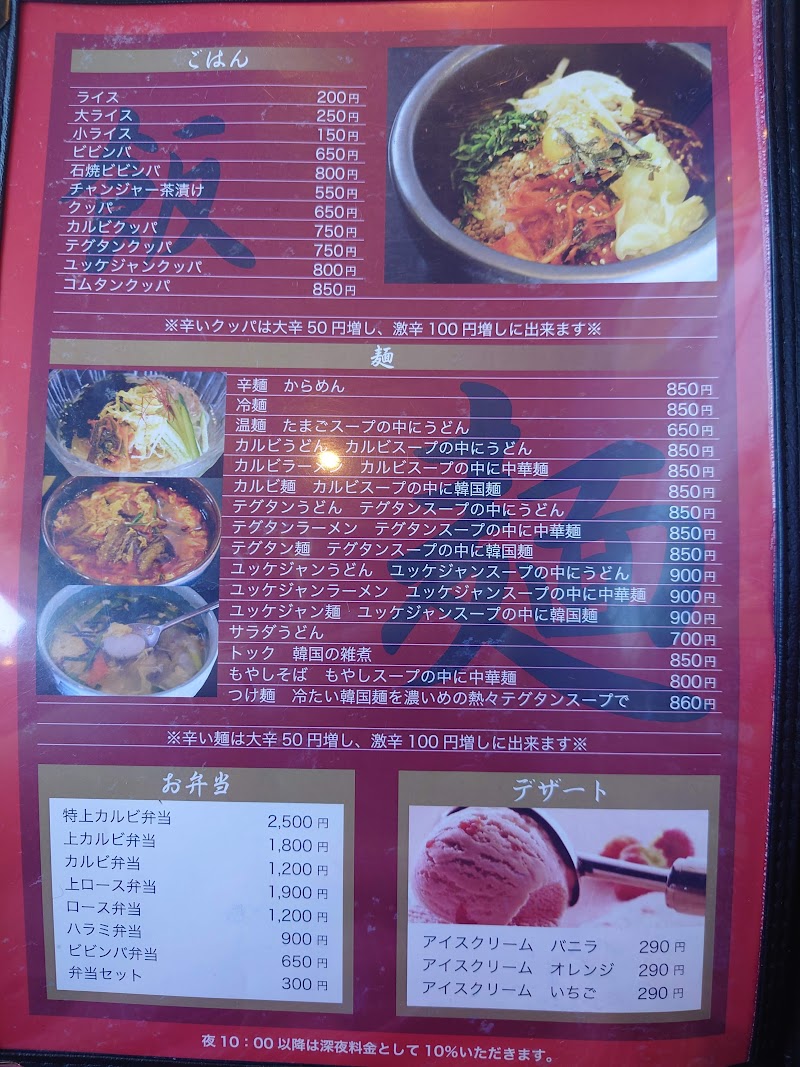 ごはん
ライス 200円
大ライス 250円
小ライス 150円
ビビンバ 650円
石焼ビビンバ 800円
チャンジャー茶漬け 550円
クッパ 650円
カルビクッパ 750円
テグタンクッパ 750円
ユッケジャンクッパ 800円
コムタンクッパ 850円
飯
※辛いクッパは大辛50円増し、激辛100円増しに出来ます※
麺
辛麺 からめん 850円
冷麺 850円
温麺 たまごスープの中にうどん 650円
カルビうどん カルビスープの中にうどん 850円
カルビラーメン カルビスープの中に中華麺 850円
カルビ麺 カルビスープの中に韓国麺 850円
テグタンうどん テグタンスープの中にうどん 850円
テグタンラーメン テグタンスープの中に中華麺 850円
テグタン麺 テグタンスープの中に韓国麺 850円
ユッケジャンうどん ユッケジャンスープの中にうどん 900円
ユッケジャンラーメン ユッケジャンスープの中に中華麺 900円
ユッケジャン麺 ユッケジャンスープの中に韓国麺 900円
サラダうどん 700円
トック 韓国の雑煮 850円
もやしそば もやしスープの中に中華麺 800円
つけ麺 冷たい韓国麺を濃いめの熱々テグタンスープで 860円
麺
※辛い麺は大辛50円増し、激辛100円増しに出来ます※
お弁当
特上カルビ弁当 2,500円
上カルビ弁当 1,800円
カルビ弁当 1,200円
上ロース弁当 1,900円
ロース弁当 1,200円
ハラミ弁当 900円
ビビンバ弁当 650円
弁当セット 300円
デザート
アイスクリーム バニラ 290円
アイスクリーム オレンジ 290円
アイスクリーム いちご 290円
夜10：00以降は深夜料金として10%いただきます。